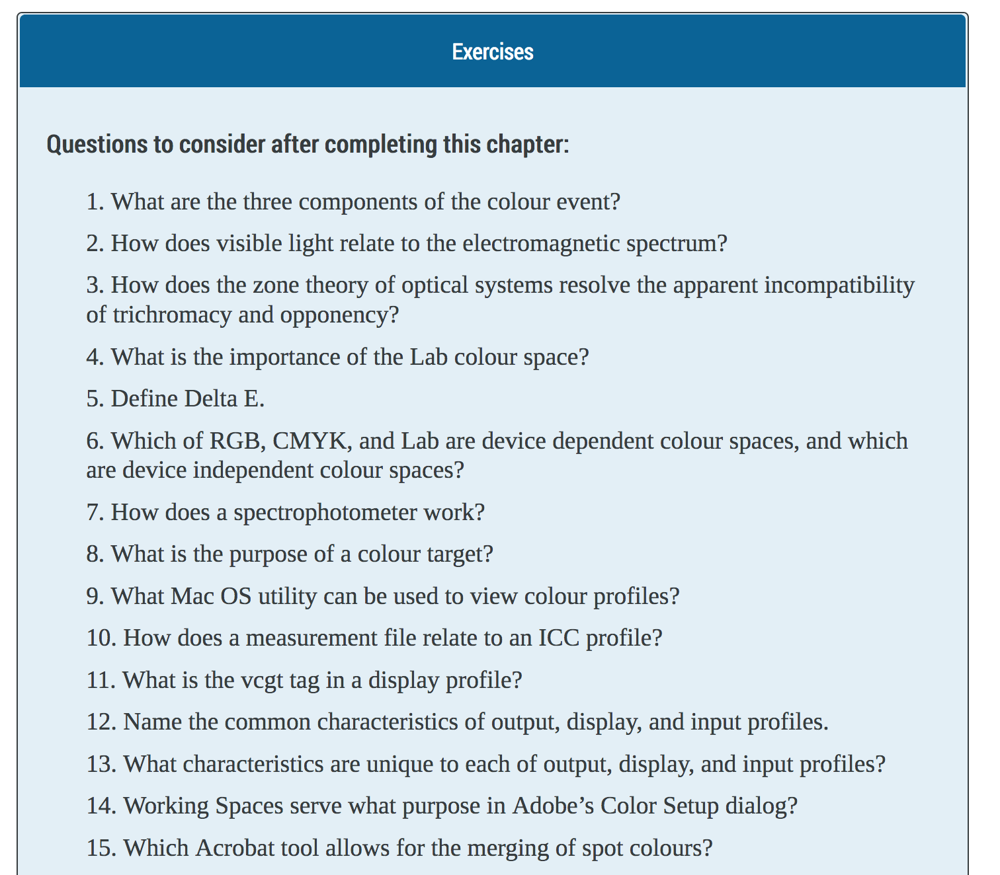 Exercises
Questions to consider after completing this chapter:
1. What are the three components of the colour event?
2. How does visible light relate to the electromagnetic spectrum?
3. How does the zone theory of optical systems resolve the apparent incompatibility
of trichromacy and opponency?
4. What is the importance of the Lab colour space?
5. Define Delta E.
6. Which of RGB, CMYK, and Lab are device dependent colour spaces, and which
are device independent colour spaces?
7. How does a spectrophotometer work?
8. What is the purpose of a colour target?
9. What Mac OS utility can be used to view colour profiles?
10. How does a measurement file relate to an ICC profile?
11. What is the vcgt tag in a display profile?
12. Name the common characteristics of output, display, and input profiles.
13. What characteristics are unique to each of output, display, and input profiles?
14. Working Spaces serve what purpose in Adobe’s Color Setup dialog?
15. Which Acrobat tool allows for the merging of spot colours?